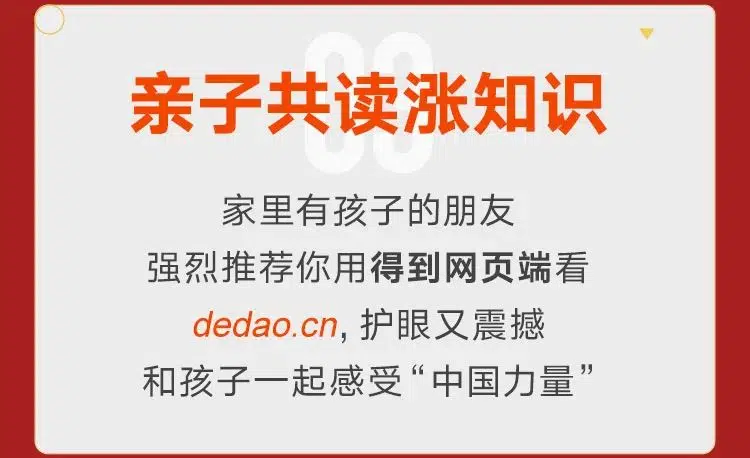 03
亲子共读涨知识
家里有孩子的朋友
强烈推荐你用得到网页端看
dedao.cn, 护眼又震撼
和孩子一起感受“中国力量”